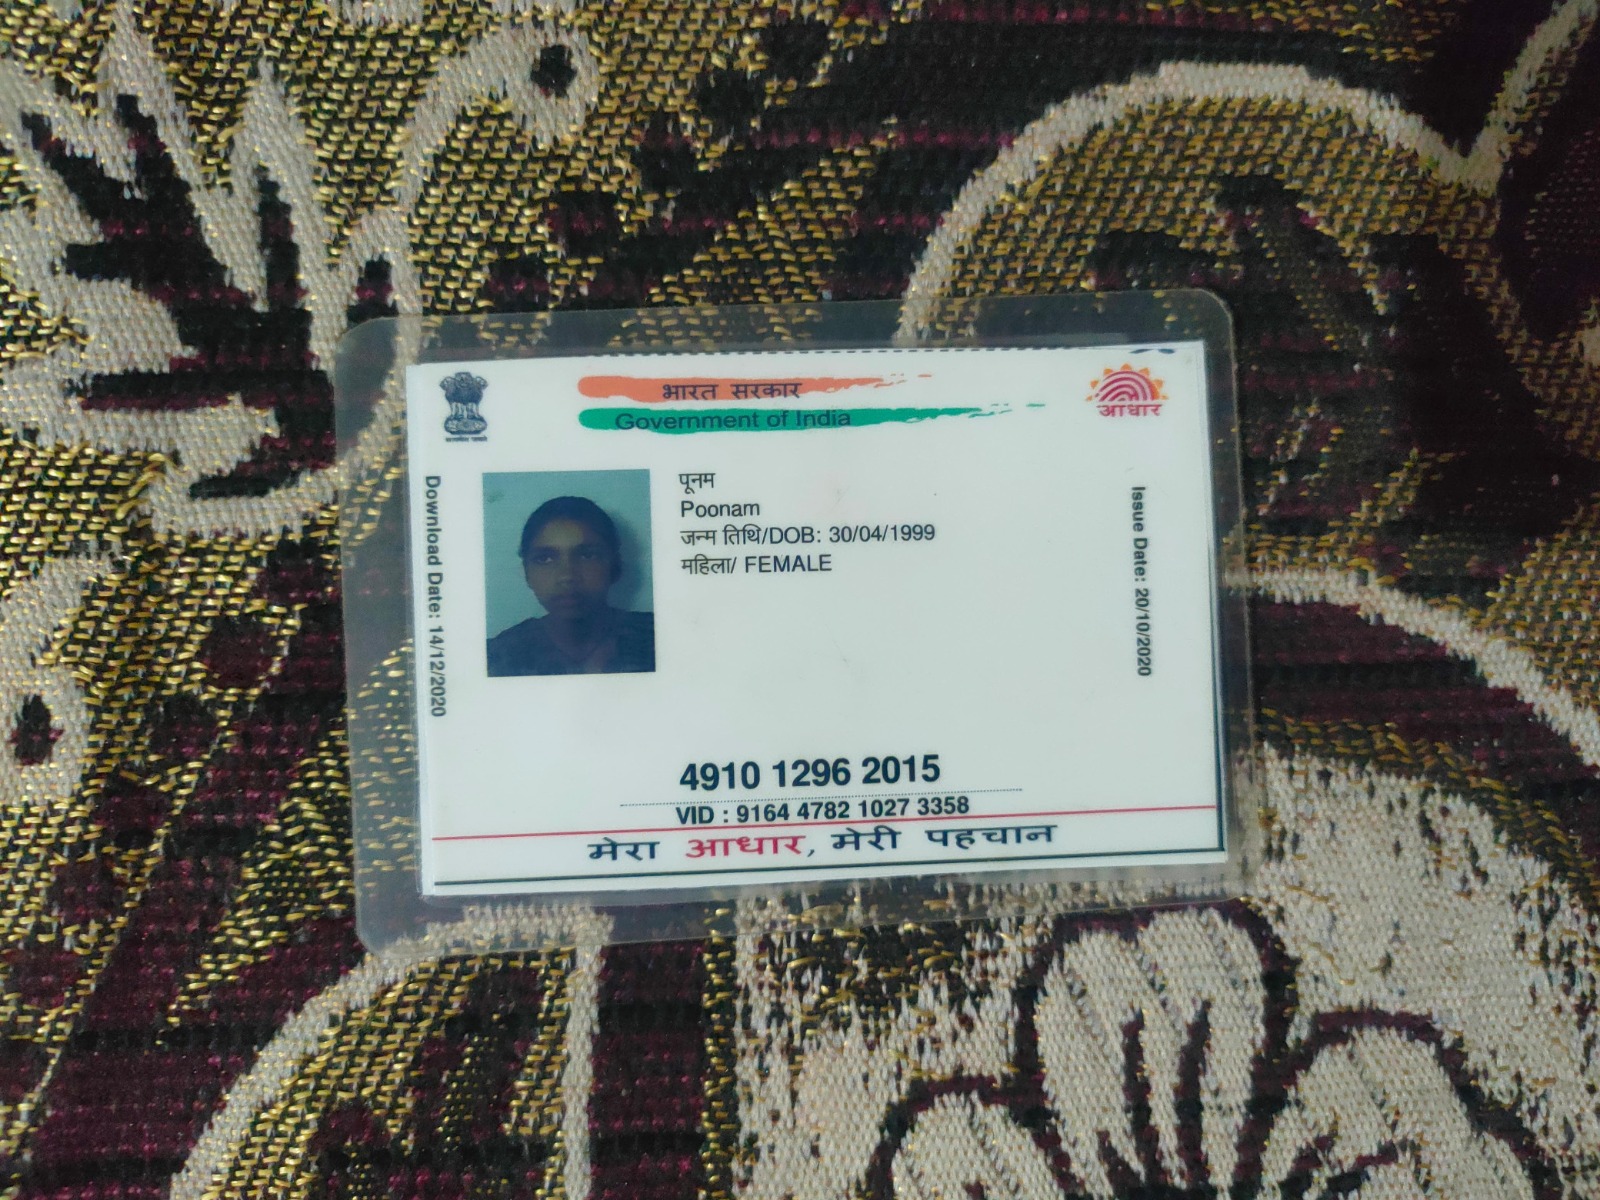 भारत सरकार
Government of India
आधार
Download Date: 14/12/2020
पूनम
Poonam
जन्म तिथि/DOB: 30/04/1999
महिला/ FEMALE
Issue Date: 20/10/2020
4910 1296 2015
VID : 9164 4782 1027 3358
मेरा आधार, मेरी पहचान